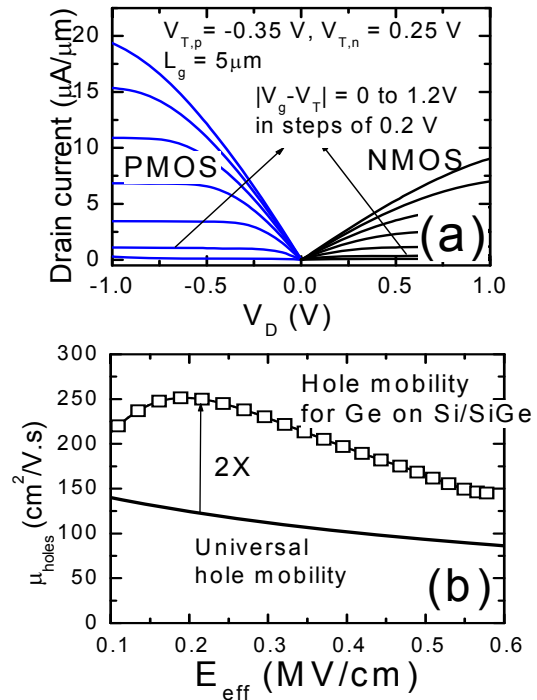 V_T,p = -0.35 V, V_T,n = 0.25 V
L_g = 5μm
|V_g-V_T| = 0 to 1.2V
in steps of 0.2 V
PMOS
NMOS
(a)
Drain current (μA/μm)
20
15
10
5
0
-1.0 -0.5 0.0 0.5 1.0
V_D (V)
300
250
200
150
100
50
0
μ_holes (cm²/V.s)
Hole mobility
for Ge on Si/SiGe
2X
Universal
hole mobility
(b)
0.1 0.2 0.3 0.4 0.5 0.6
E_eff (MV/cm)